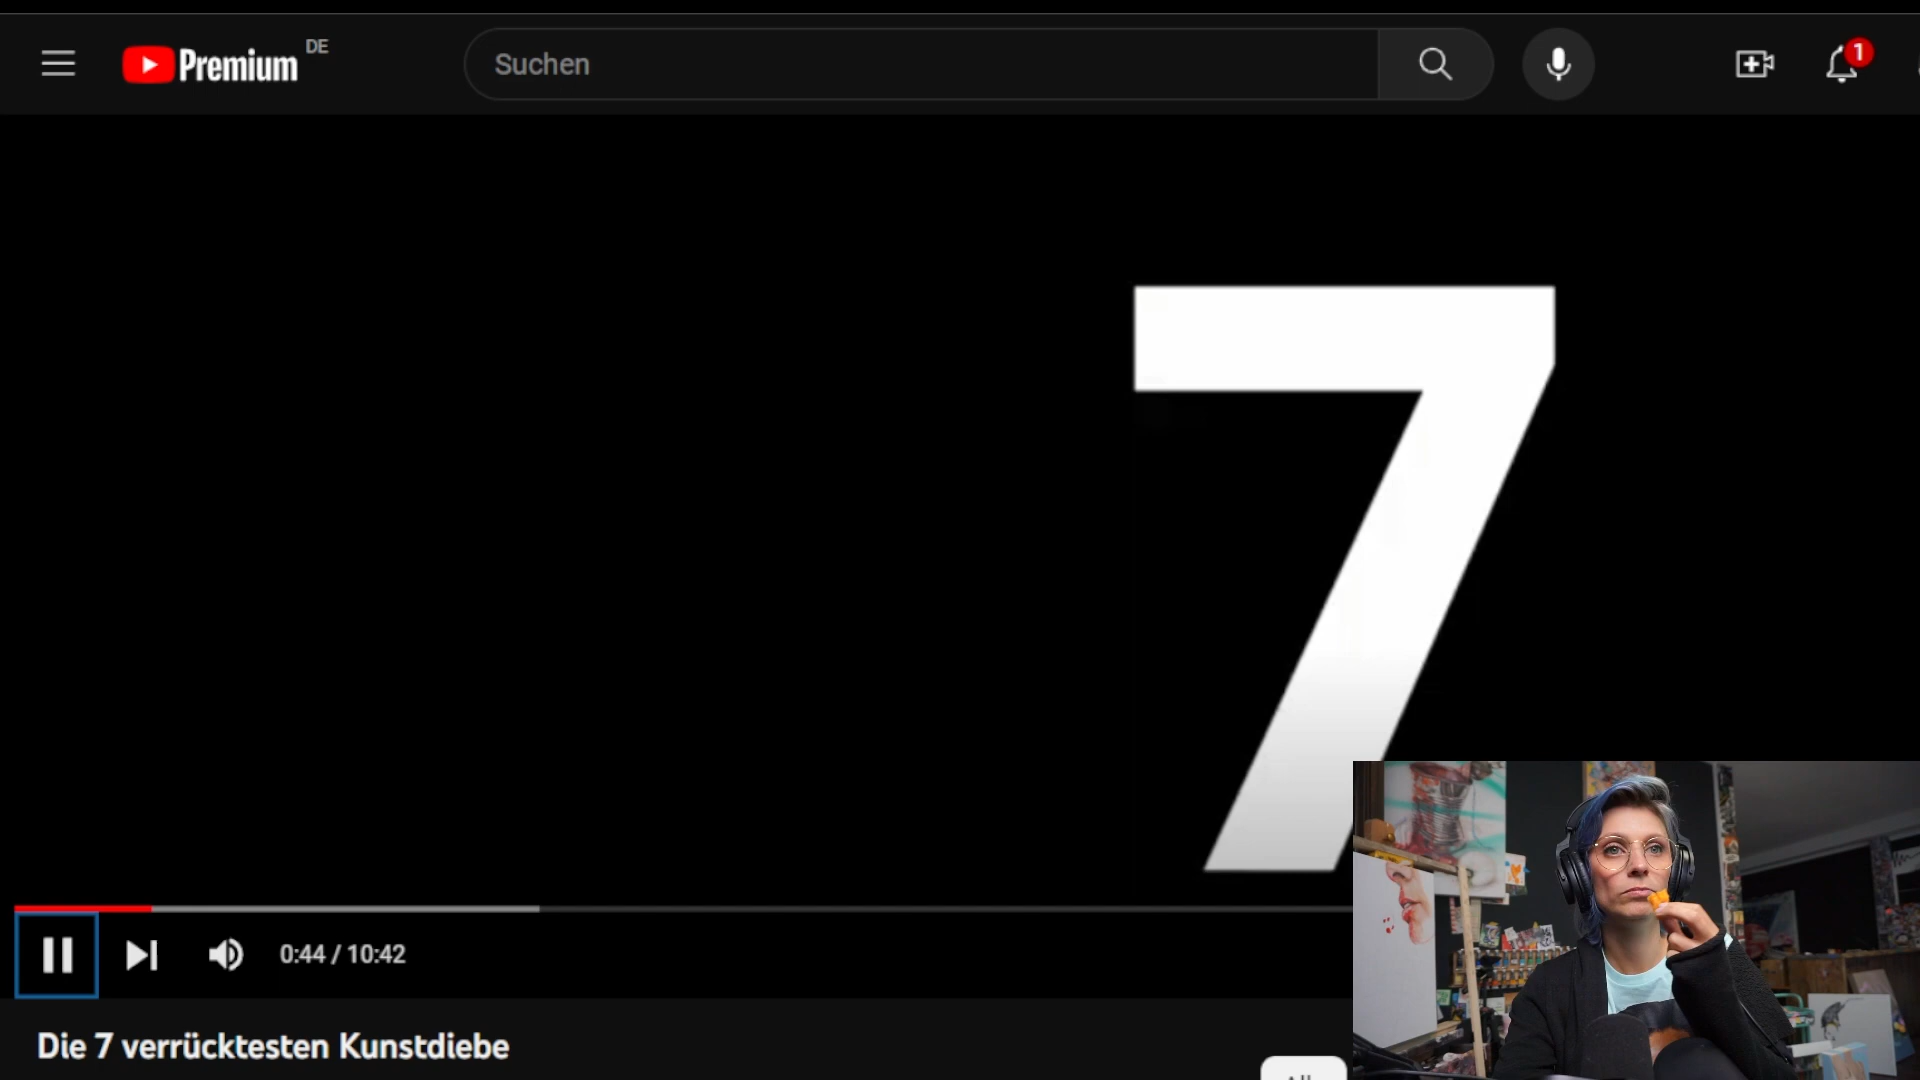 Premium DE
Suchen
1
7
0:44 / 10:42
Die 7 verrücktesten Kunstdiebe